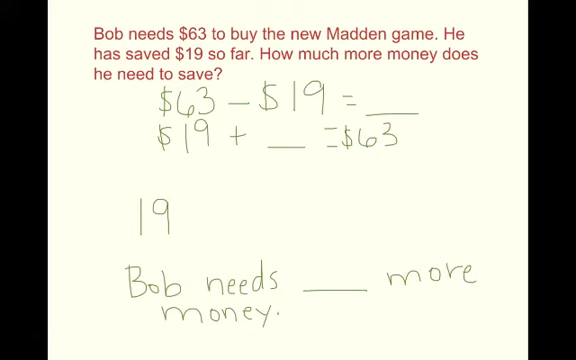 Bob needs $63 to buy the new Madden game. He
has saved $19 so far. How much more money does
he need to save?
$63 - $19 = ___
$19 + ___ = $63
19
Bob needs ___ more
money.